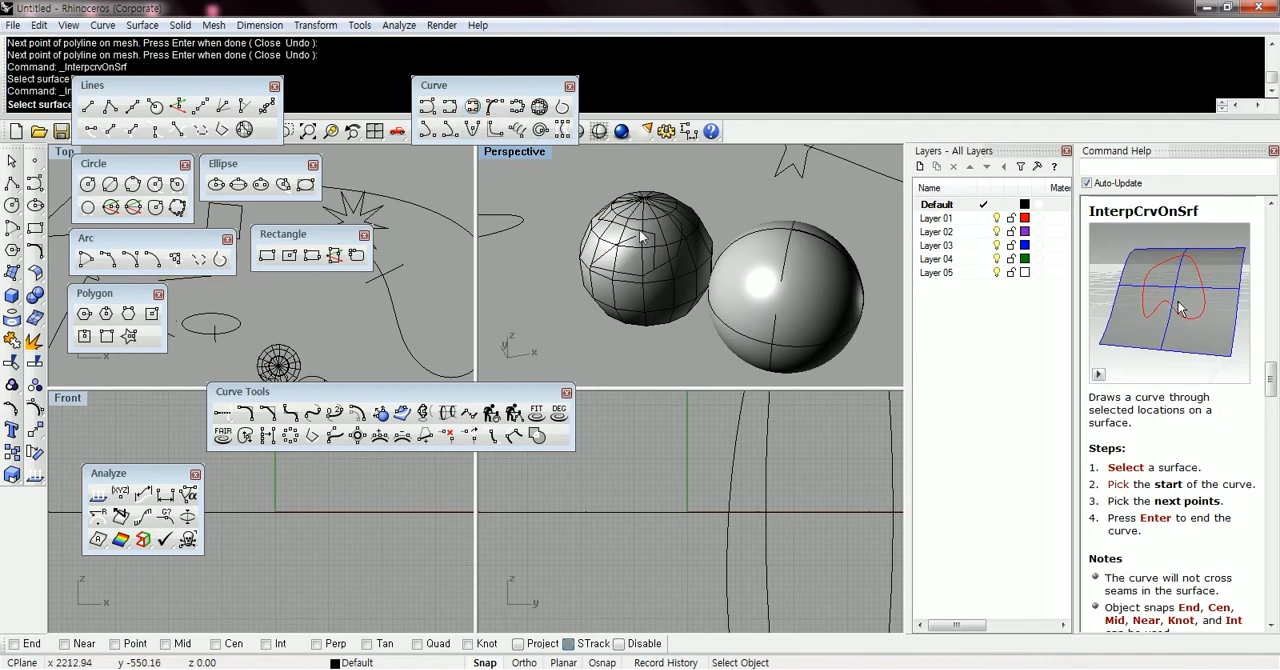 Untitled - Rhinoceros (Corporate)
File Edit View Curve Surface Solid Mesh Dimension Transform Tools Analyze Render Help
Next point of polyline on mesh. Press Enter when done ( Close Undo ):
Next point of polyline on mesh. Press Enter when done ( Close Undo ):
Command: _InterpcrvOnSrf
Select surface
Command: _I
Select surface
Lines
Curve
Top
Perspective
Circle
Ellipse
Arc
Rectangle
Polygon
Front
Curve Tools
FIT DEG
FAIR
Analyze
(XYZ)
G?
R
z
y x
x
z
x
z
y
Layers - All Layers
Name Mater
Default
Layer 01
Layer 02
Layer 03
Layer 04
Layer 05
Command Help
Auto-Update
InterpCrvOnSrf
Draws a curve through
selected locations on a
surface.
Steps:
1. Select a surface.
2. Pick the start of the curve.
3. Pick the next points.
4. Press Enter to end the
curve.
Notes
The curve will not cross
seams in the surface.
Object snaps End, Cen,
Mid, Near, Knot, and Int
End Near Point Mid Cen Int Perp Tan Quad Knot Project STrack Disable
CPlane x 2212.94 y -550.16 z 0.00 Default Snap Ortho Planar Osnap Record History Select Object